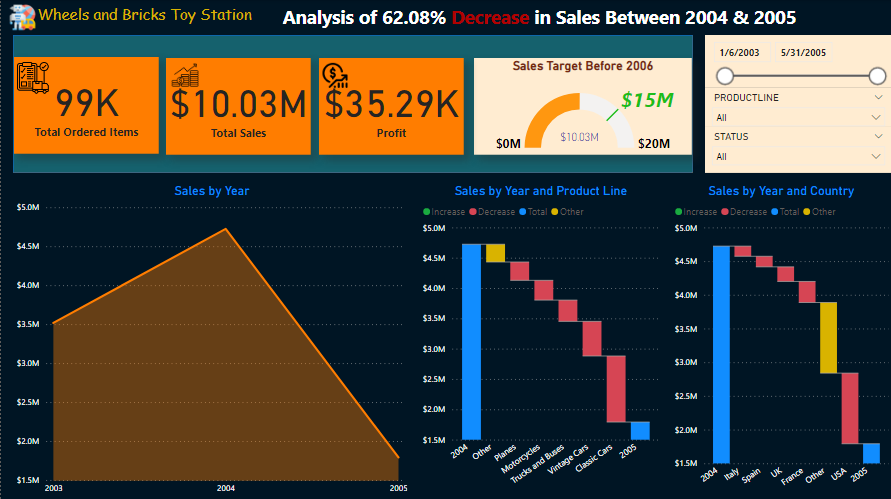 Wheels and Bricks Toy Station
Analysis of 62.08% Decrease in Sales Between 2004 & 2005
99K
Total Ordered Items
$10.03M
Total Sales
$35.29K
Profit
Sales Target Before 2006
$15M
$0M
$10.03M
$20M
1/6/2003
5/31/2005
PRODUCTLINE
All
STATUS
All
Sales by Year
$5.0M
$4.5M
$4.0M
$3.5M
$3.0M
$2.5M
$2.0M
$1.5M
2003
2004
2005
Sales by Year and Product Line
Increase Decrease Total Other
$5.0M
$4.5M
$4.0M
$3.5M
$3.0M
$2.5M
$2.0M
$1.5M
2004
Other
Planes
Motorcycles
Trucks and Buses
Vintage Cars
Classic Cars
2005
Sales by Year and Country
Increase Decrease Total Other
$5.0M
$4.5M
$4.0M
$3.5M
$3.0M
$2.5M
$2.0M
$1.5M
2004
Italy
Spain
UK
France
Other
USA
2005